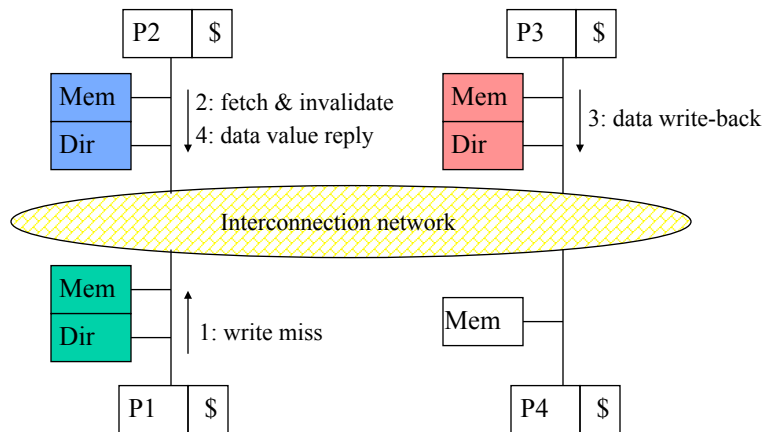 P2 $
P3 $
Mem
Dir
2: fetch & invalidate
4: data value reply
Mem
Dir
3: data write-back
Interconnection network
Mem
Dir
1: write miss
Mem
P1 $
P4 $